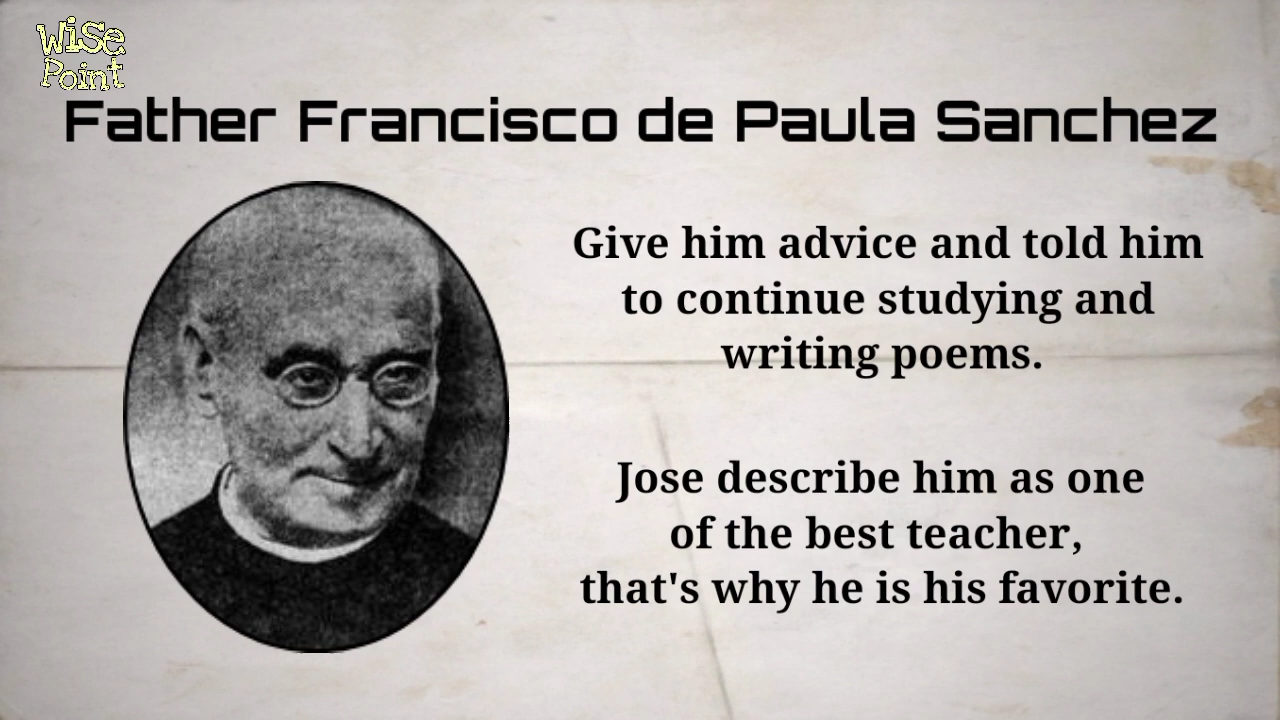 WiSe
Point
Father Francisco de Paula Sanchez
Give him advice and told him
to continue studying and
writing poems.
Jose describe him as one
of the best teacher,
that's why he is his favorite.